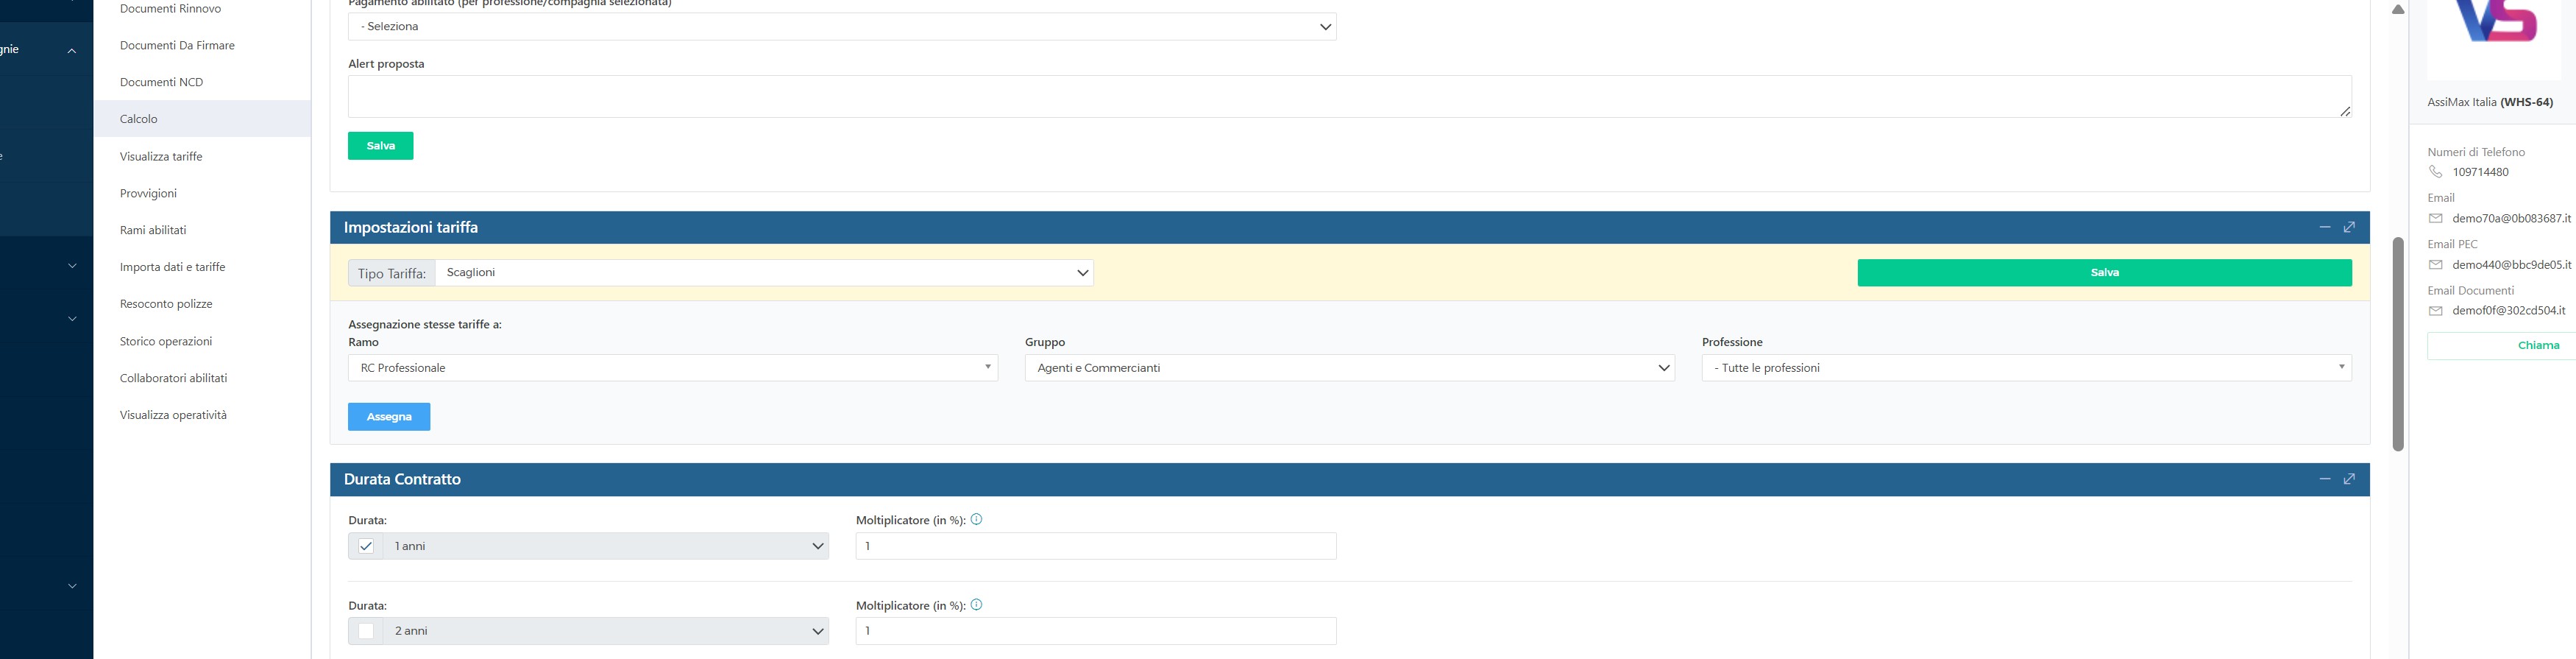 gnie
e
Documenti Rinnovo
Documenti Da Firmare
Documenti NCD
Calcolo
Visualizza tariffe
Provvigioni
Rami abilitati
Importa dati e tariffe
Resoconto polizze
Storico operazioni
Collaboratori abilitati
Visualizza operatività
Pagamento abilitato (per professione/compagnia selezionata)
- Seleziona
Alert proposta
Salva
Impostazioni tariffa
Tipo Tariffa: Scaglioni Salva
Assegnazione stesse tariffe a:
Ramo Gruppo Professione
RC Professionale Agenti e Commercianti - Tutte le professioni
Assegna
Durata Contratto
Durata: Moltiplicatore (in %):
1 anni 1
Durata: Moltiplicatore (in %):
2 anni 1
VS
AssiMax Italia (WHS-64)
Numeri di Telefono
109714480
Email
demo70a@0b083687.it
Email PEC
demo440@bbc9de05.it
Email Documenti
demof0f@302cd504.it
Chiama